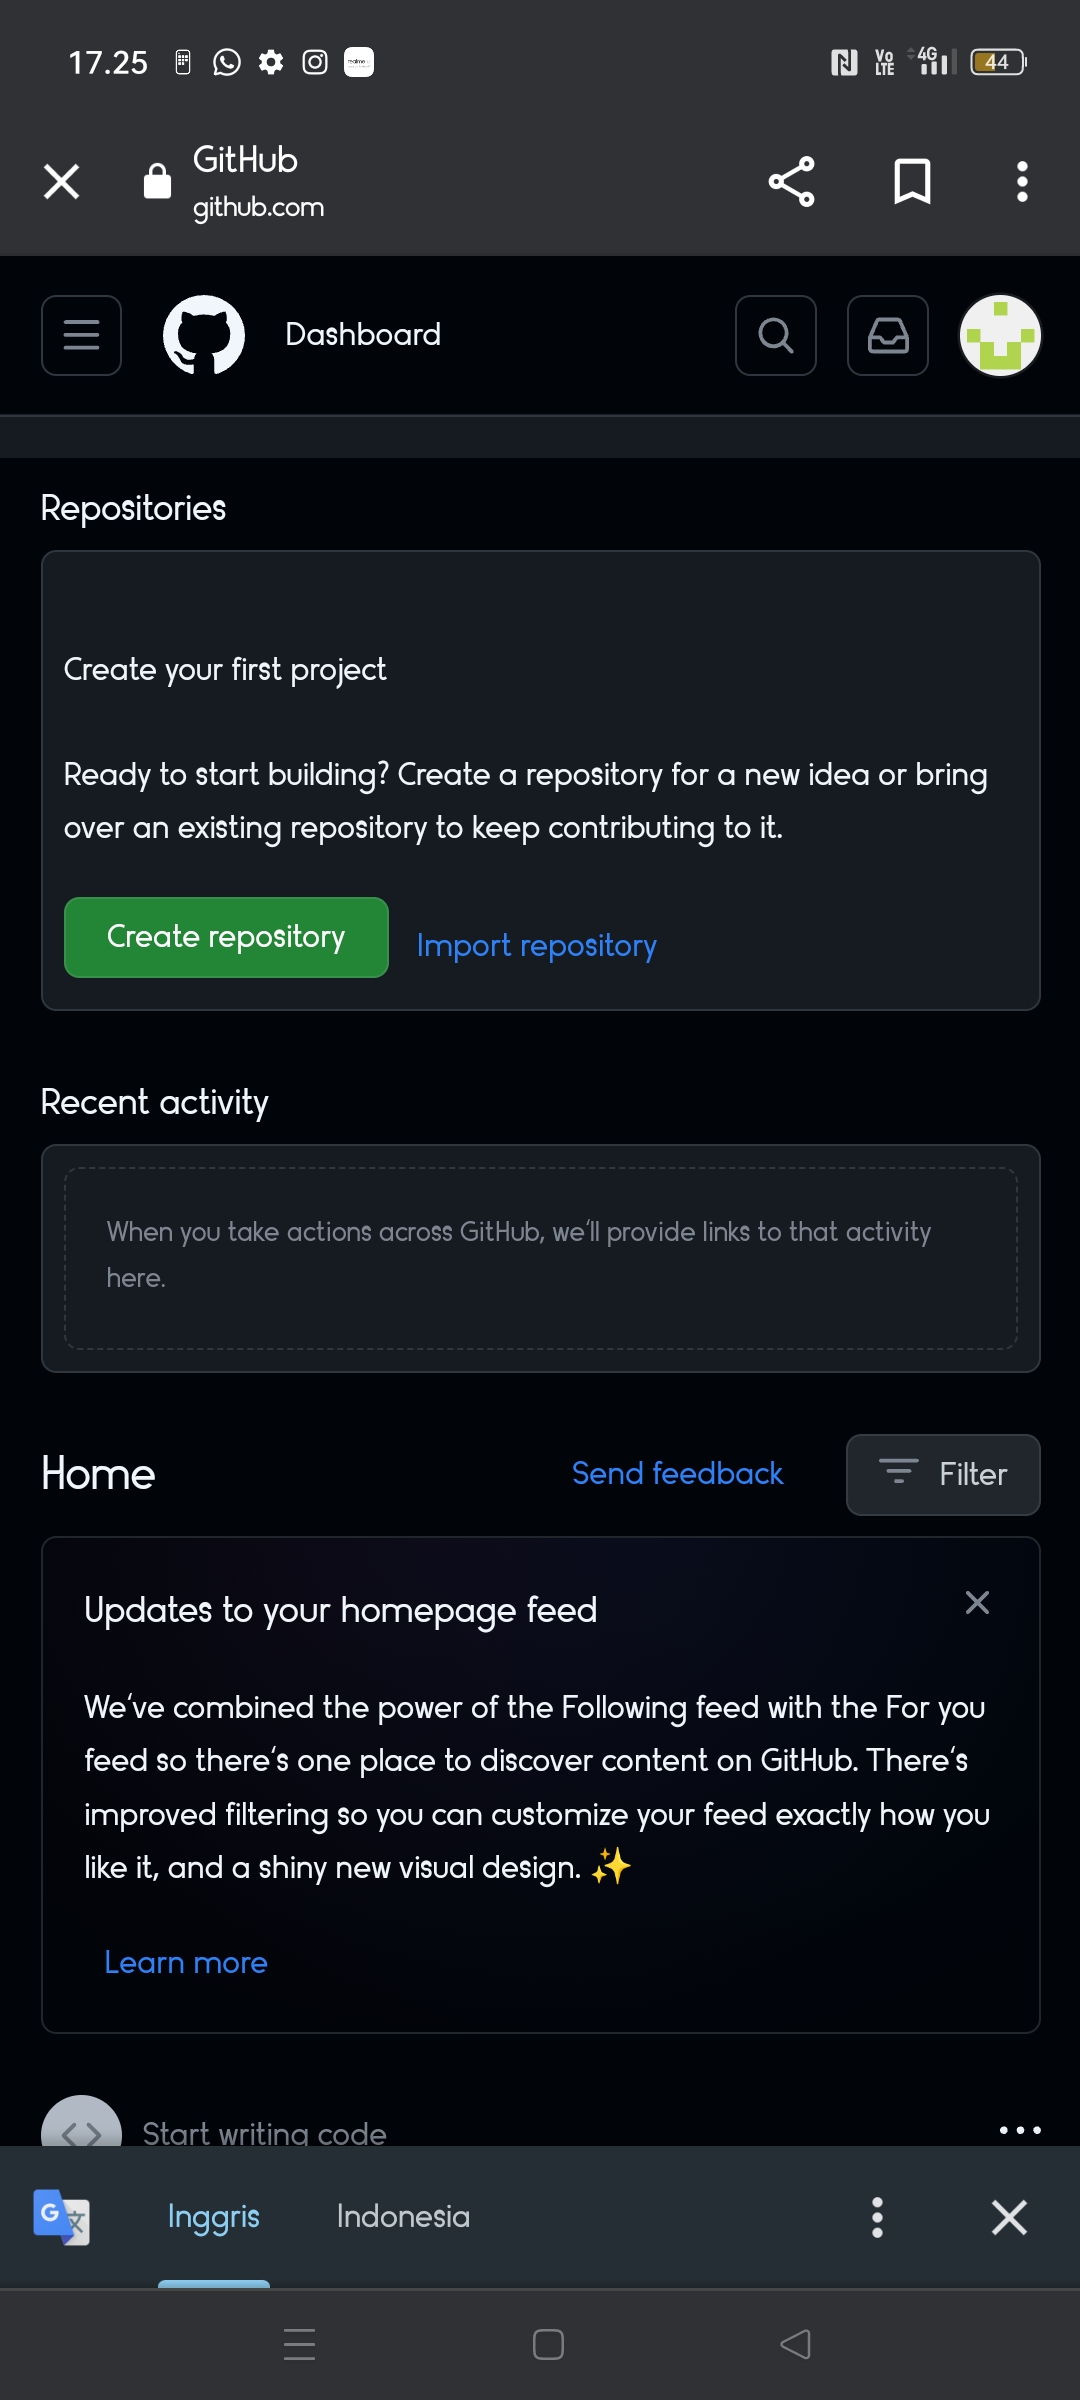 17.25
Vo LTE 4G 44
GitHub
github.com
Dashboard
Repositories
Create your first project
Ready to start building? Create a repository for a new idea or bring
over an existing repository to keep contributing to it.
Create repository Import repository
Recent activity
When you take actions across GitHub, we'll provide links to that activity
here.
Home Send feedback Filter
Updates to your homepage feed
We've combined the power of the Following feed with the For you
feed so there's one place to discover content on GitHub. There's
improved filtering so you can customize your feed exactly how you
like it, and a shiny new visual design. ✨
Learn more
Start writing code
Inggris Indonesia